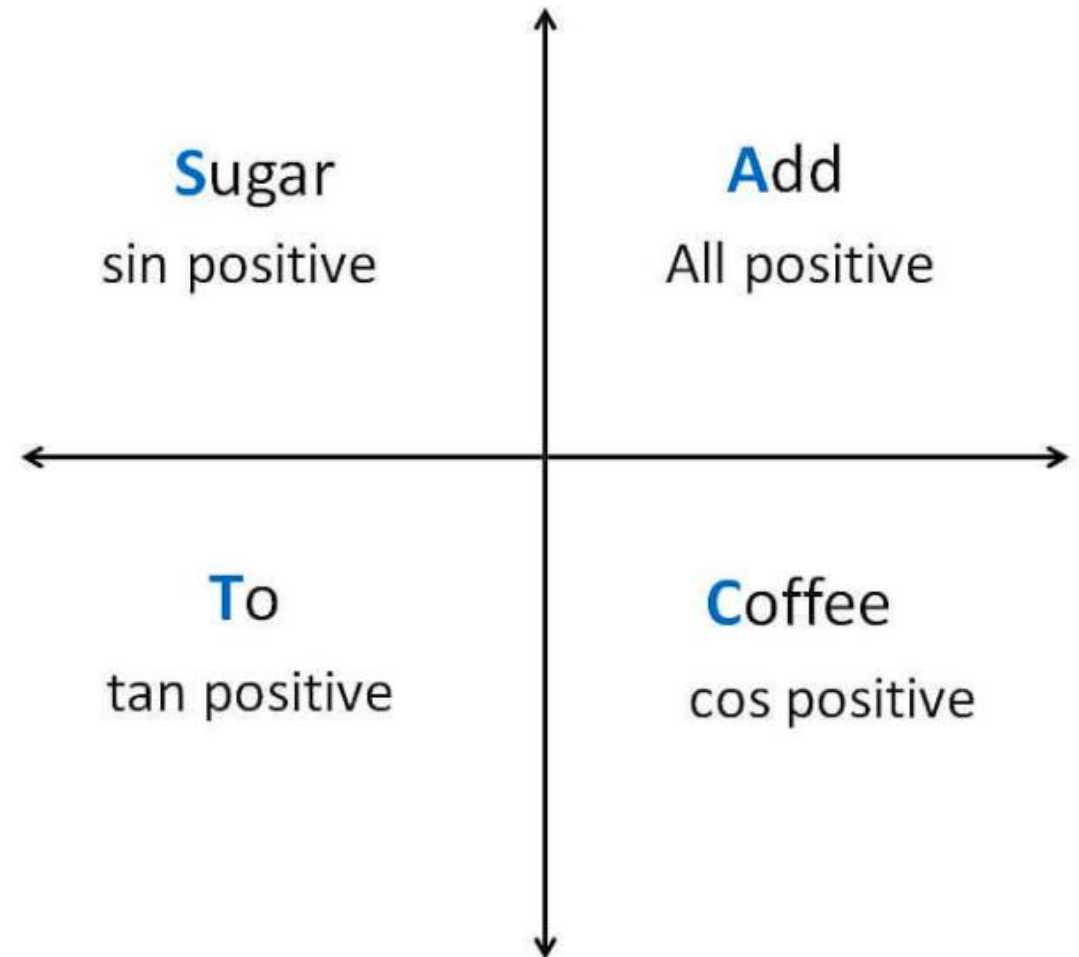 Sugar
sin positive
Add
All positive
To
tan positive
Coffee
cos positive